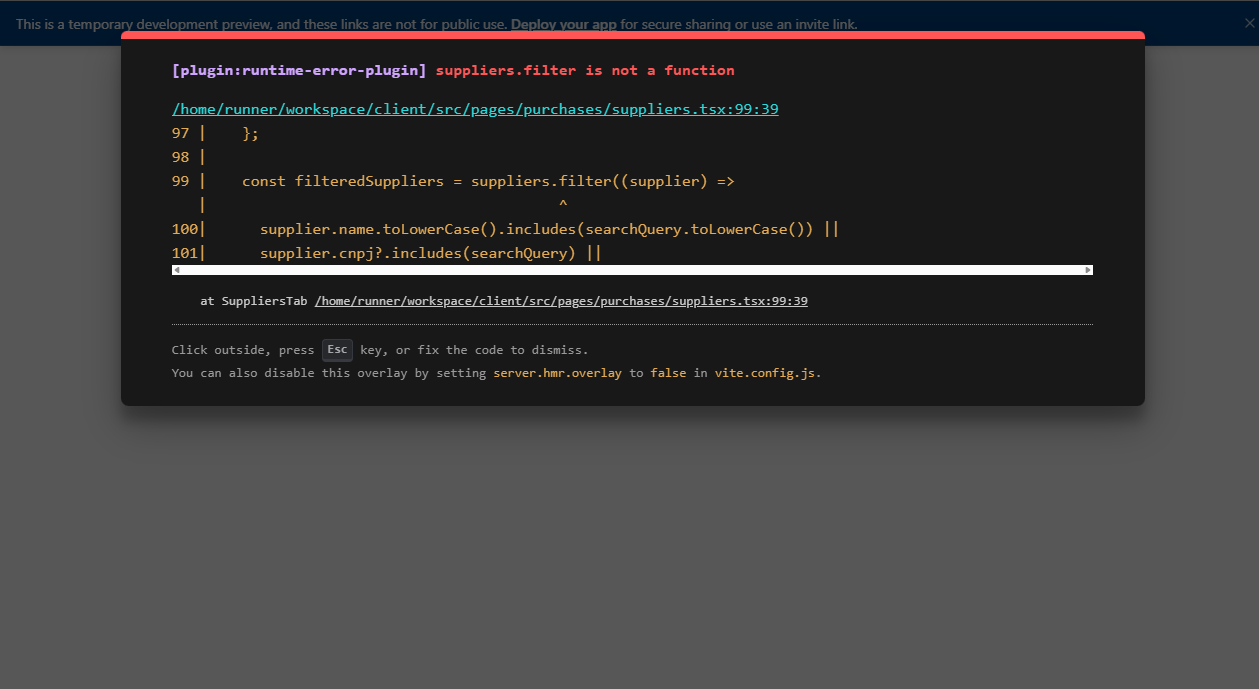 This is a temporary development preview, and these links are not for public use. Deploy your app for secure sharing or use an invite link.
[plugin:runtime-error-plugin] suppliers.filter is not a function
/home/runner/workspace/client/src/pages/purchases/suppliers.tsx:99:39
97 |    };
98 |
99 |    const filteredSuppliers = suppliers.filter((supplier) =>
   |                                        ^
100|      supplier.name.toLowerCase().includes(searchQuery.toLowerCase()) ||
101|      supplier.cnpj?.includes(searchQuery) ||
at SuppliersTab /home/runner/workspace/client/src/pages/purchases/suppliers.tsx:99:39
Click outside, press Esc key, or fix the code to dismiss.
You can also disable this overlay by setting server.hmr.overlay to false in vite.config.js.